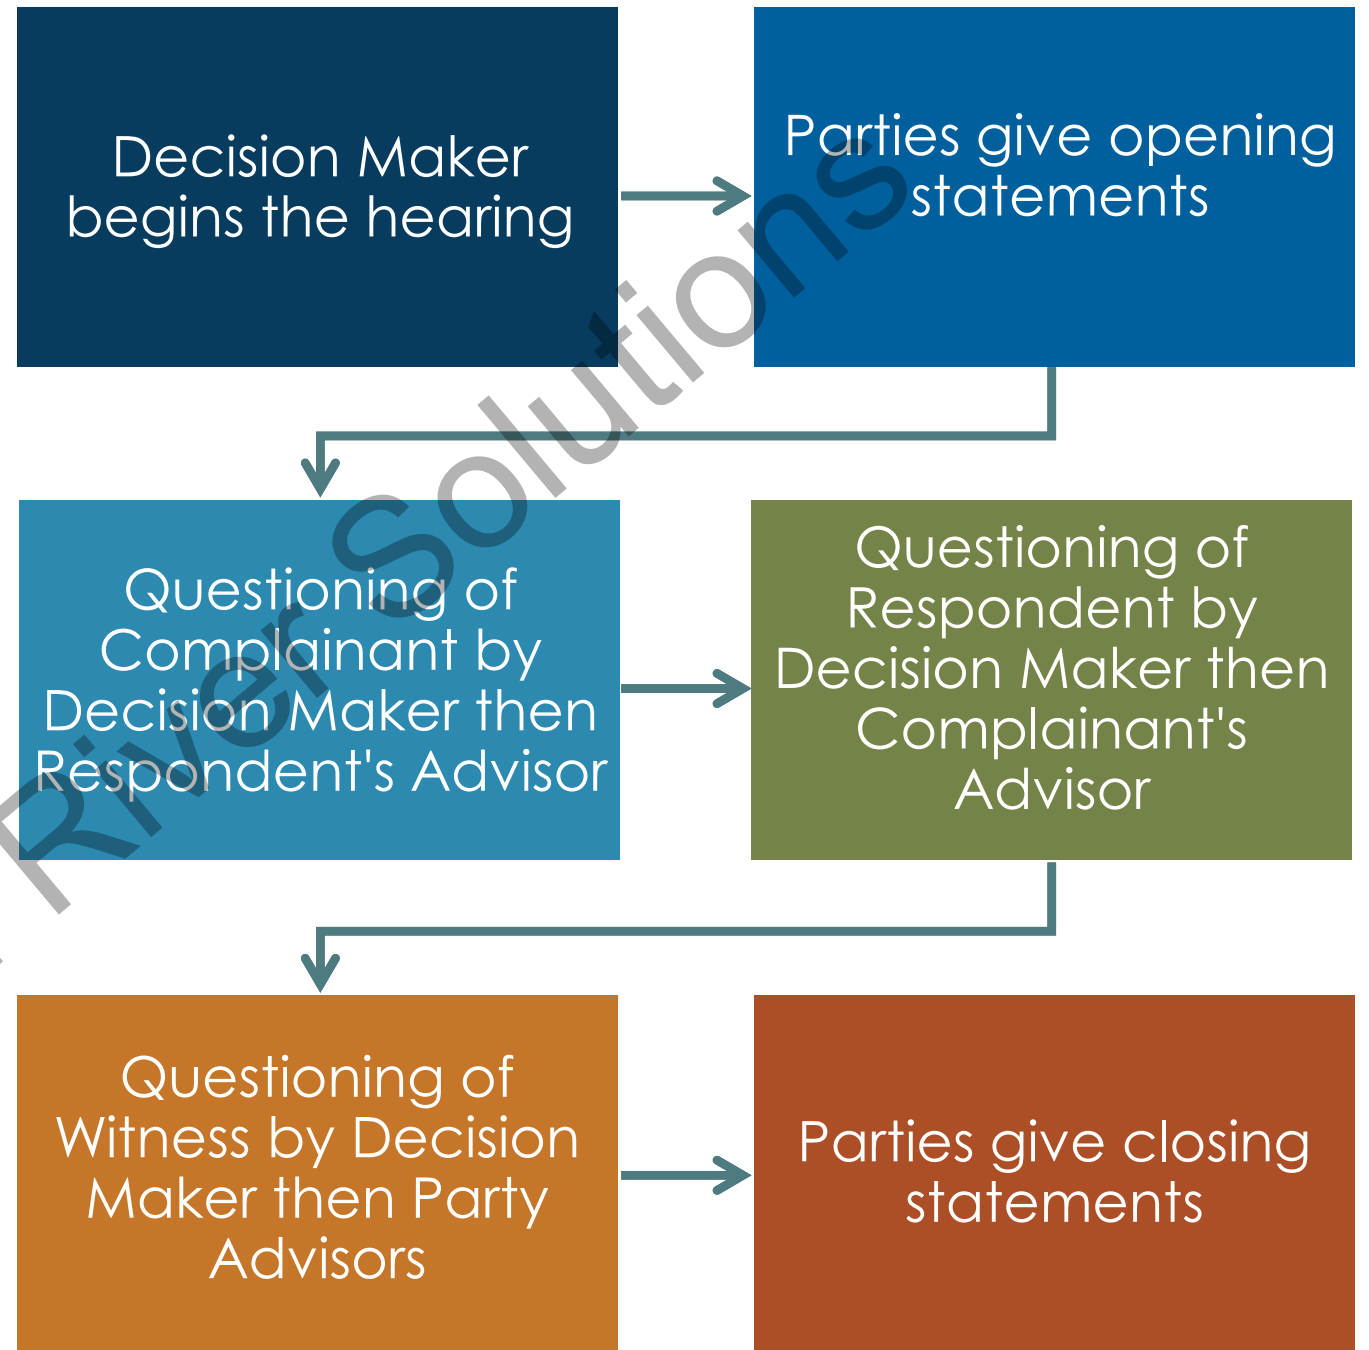 Decision Maker
begins the hearing
Parties give opening
statements
Questioning of
Complainant by
Decision Maker then
Respondent's Advisor
Questioning of
Respondent by
Decision Maker then
Complainant's
Advisor
Questioning of
Witness by Decision
Maker then Party
Advisors
Parties give closing
statements
River Solutions